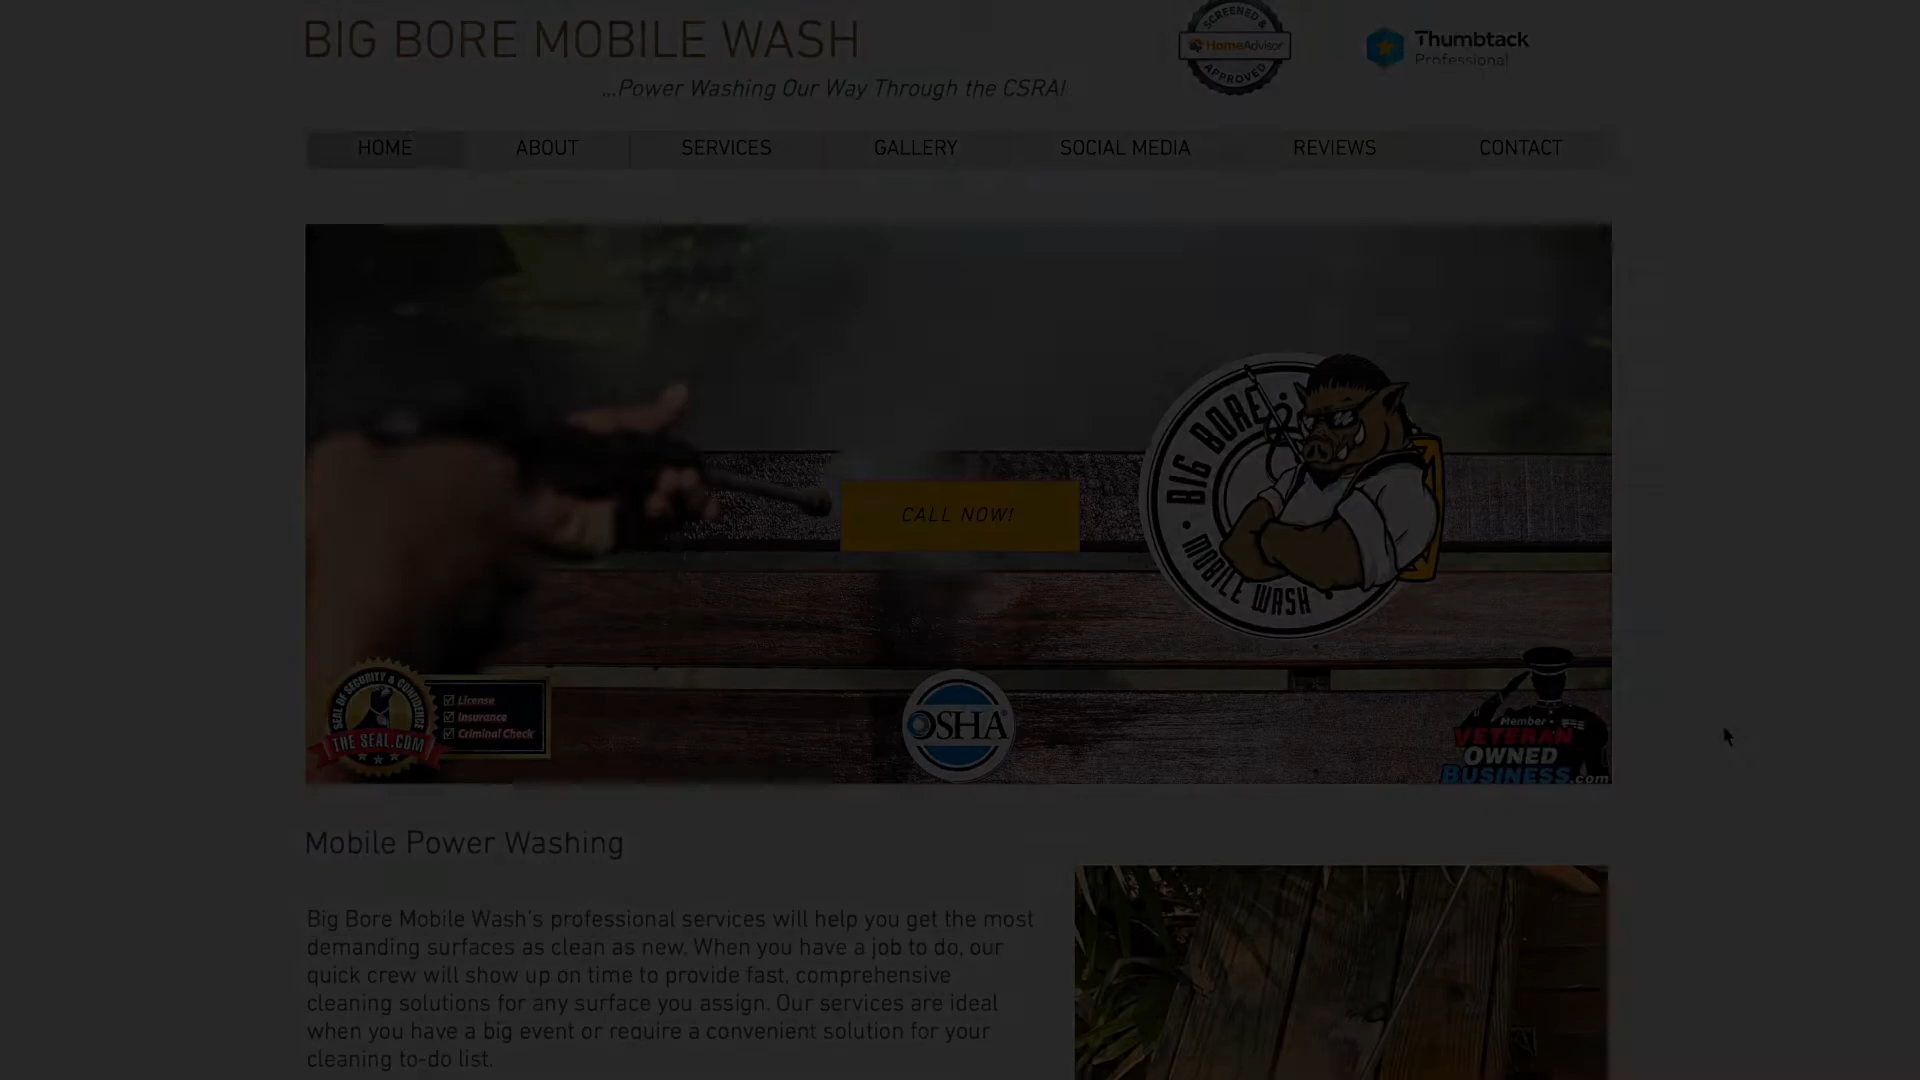 BIG BORE MOBILE WASH
...Power Washing Our Way Through the CSRA!
SCREENED &
HomeAdvisor
APPROVED
Thumbtack
Professional
HOME
ABOUT
SERVICES
GALLERY
SOCIAL MEDIA
REVIEWS
CONTACT
BIG BORE
MOBILE WASH
CALL NOW!
SEAL OF SECURITY & CONFIDENCE
THE SEAL.COM
License
Insurance
Criminal Check
OSHA
Member
VETERAN
OWNED
BUSINESS.com
Mobile Power Washing
Big Bore Mobile Wash's professional services will help you get the most
demanding surfaces as clean as new. When you have a job to do, our
quick crew will show up on time to provide fast, comprehensive
cleaning solutions for any surface you assign. Our services are ideal
when you have a big event or require a convenient solution for your
cleaning to-do list.